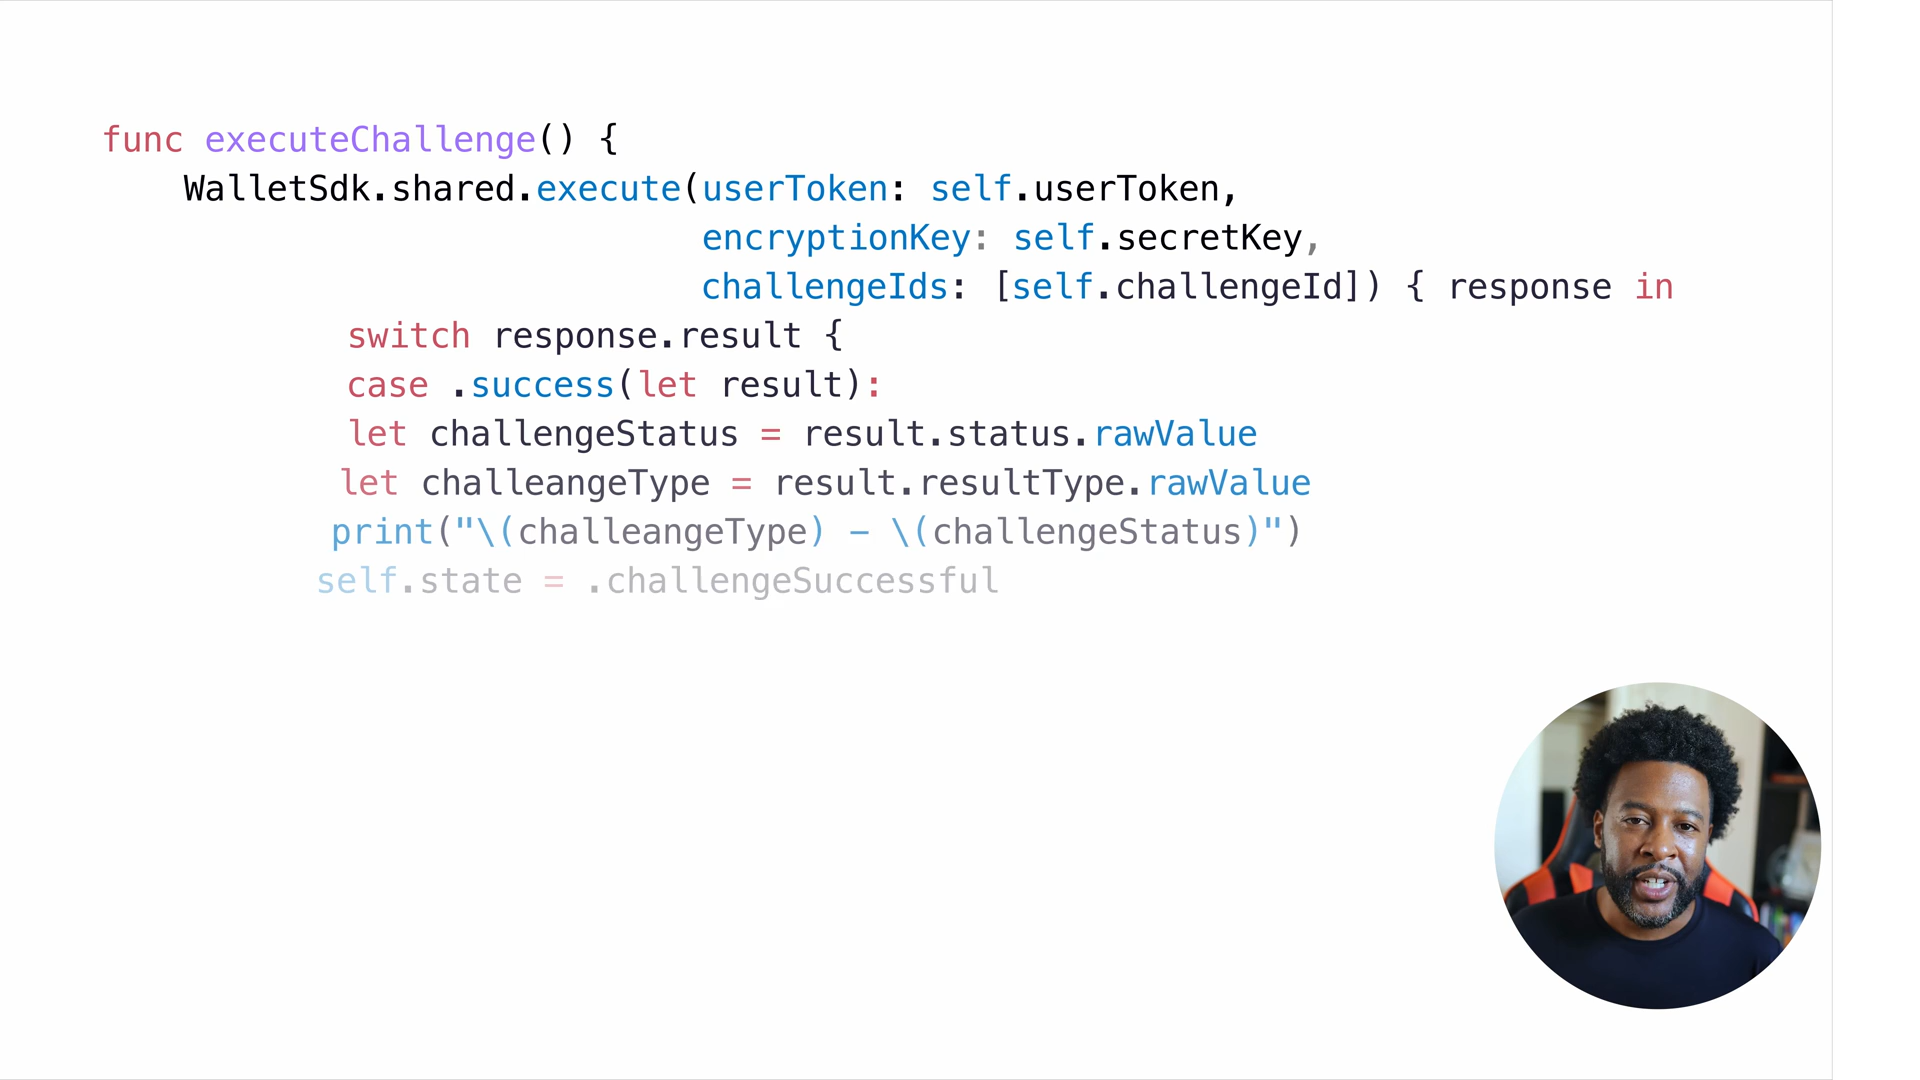 func executeChallenge() {
WalletSdk.shared.execute(userToken: self.userToken,
encryptionKey: self.secretKey,
challengeIds: [self.challengeId]) { response in
switch response.result {
case .success(let result):
let challengeStatus = result.status.rawValue
let challeangeType = result.resultType.rawValue
print("\(challeangeType) – \(challengeStatus)")
self.state = .challengeSuccessful